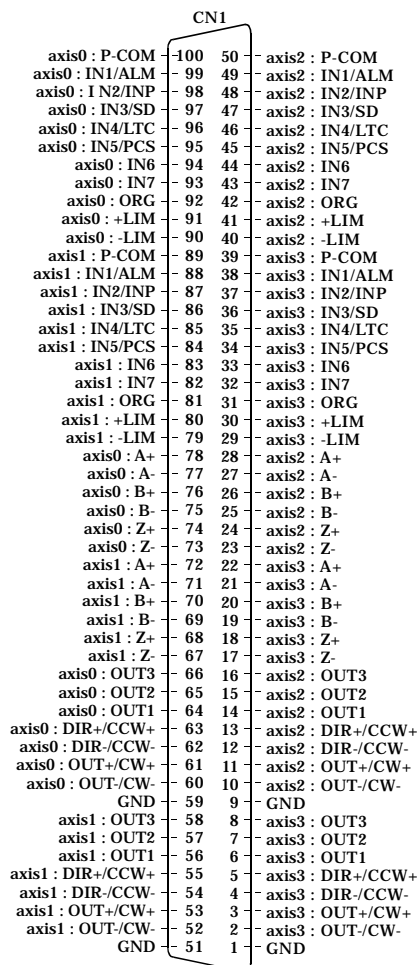 CN1
axis0 : P-COM 100 50 axis2 : P-COM
axis0 : IN1/ALM 99 49 axis2 : IN1/ALM
axis0 : I N2/INP 98 48 axis2 : IN2/INP
axis0 : IN3/SD 97 47 axis2 : IN3/SD
axis0 : IN4/LTC 96 46 axis2 : IN4/LTC
axis0 : IN5/PCS 95 45 axis2 : IN5/PCS
axis0 : IN6 94 44 axis2 : IN6
axis0 : IN7 93 43 axis2 : IN7
axis0 : ORG 92 42 axis2 : ORG
axis0 : +LIM 91 41 axis2 : +LIM
axis0 : -LIM 90 40 axis2 : -LIM
axis1 : P-COM 89 39 axis3 : P-COM
axis1 : IN1/ALM 88 38 axis3 : IN1/ALM
axis1 : IN2/INP 87 37 axis3 : IN2/INP
axis1 : IN3/SD 86 36 axis3 : IN3/SD
axis1 : IN4/LTC 85 35 axis3 : IN4/LTC
axis1 : IN5/PCS 84 34 axis3 : IN5/PCS
axis1 : IN6 83 33 axis3 : IN6
axis1 : IN7 82 32 axis3 : IN7
axis1 : ORG 81 31 axis3 : ORG
axis1 : +LIM 80 30 axis3 : +LIM
axis1 : -LIM 79 29 axis3 : -LIM
axis0 : A+ 78 28 axis2 : A+
axis0 : A- 77 27 axis2 : A-
axis0 : B+ 76 26 axis2 : B+
axis0 : B- 75 25 axis2 : B-
axis0 : Z+ 74 24 axis2 : Z+
axis0 : Z- 73 23 axis2 : Z-
axis1 : A+ 72 22 axis3 : A+
axis1 : A- 71 21 axis3 : A-
axis1 : B+ 70 20 axis3 : B+
axis1 : B- 69 19 axis3 : B-
axis1 : Z+ 68 18 axis3 : Z+
axis1 : Z- 67 17 axis3 : Z-
axis0 : OUT3 66 16 axis2 : OUT3
axis0 : OUT2 65 15 axis2 : OUT2
axis0 : OUT1 64 14 axis2 : OUT1
axis0 : DIR+/CCW+ 63 13 axis2 : DIR+/CCW+
axis0 : DIR-/CCW- 62 12 axis2 : DIR-/CCW-
axis0 : OUT+/CW+ 61 11 axis2 : OUT+/CW+
axis0 : OUT-/CW- 60 10 axis2 : OUT-/CW-
GND 59 9 GND
axis1 : OUT3 58 8 axis3 : OUT3
axis1 : OUT2 57 7 axis3 : OUT2
axis1 : OUT1 56 6 axis3 : OUT1
axis1 : DIR+/CCW+ 55 5 axis3 : DIR+/CCW+
axis1 : DIR-/CCW- 54 4 axis3 : DIR-/CCW-
axis1 : OUT+/CW+ 53 3 axis3 : OUT+/CW+
axis1 : OUT-/CW- 52 2 axis3 : OUT-/CW-
GND 51 1 GND